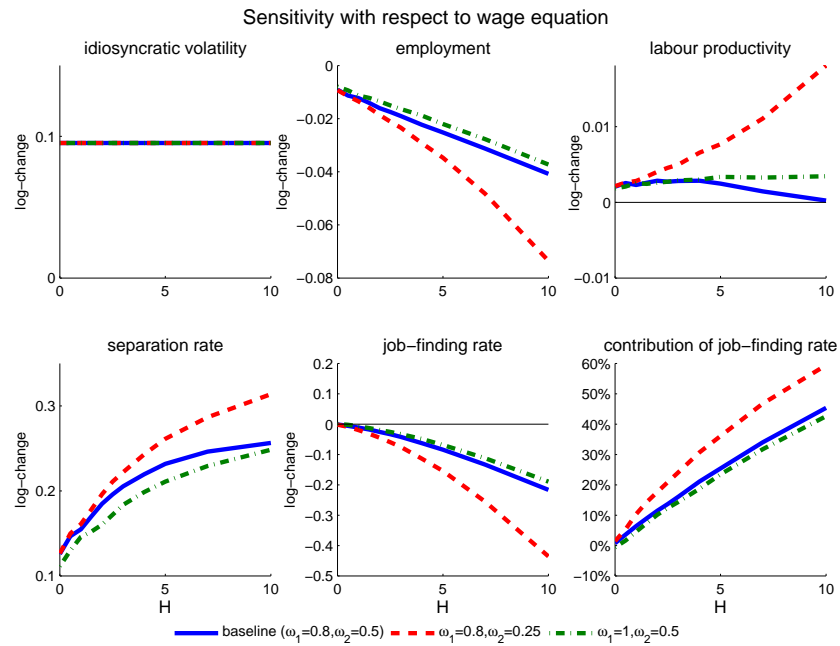 Sensitivity with respect to wage equation
idiosyncratic volatility
employment
labour productivity
log−change
0.1
0
0 5 10
log−change
0
−0.02
−0.04
−0.06
−0.08
0 5 10
log−change
0.01
0
−0.01
0 5 10
separation rate
job−finding rate
contribution of job−finding rate
log−change
0.3
0.2
0.1
0 5 10
H
log−change
0.2
0.1
0
−0.1
−0.2
−0.3
−0.4
−0.5
0 5 10
H
60%
50%
40%
30%
20%
10%
0%
−10%
0 5 10
H
baseline (ω1=0.8,ω2=0.5)
ω1=0.8,ω2=0.25
ω1=1,ω2=0.5